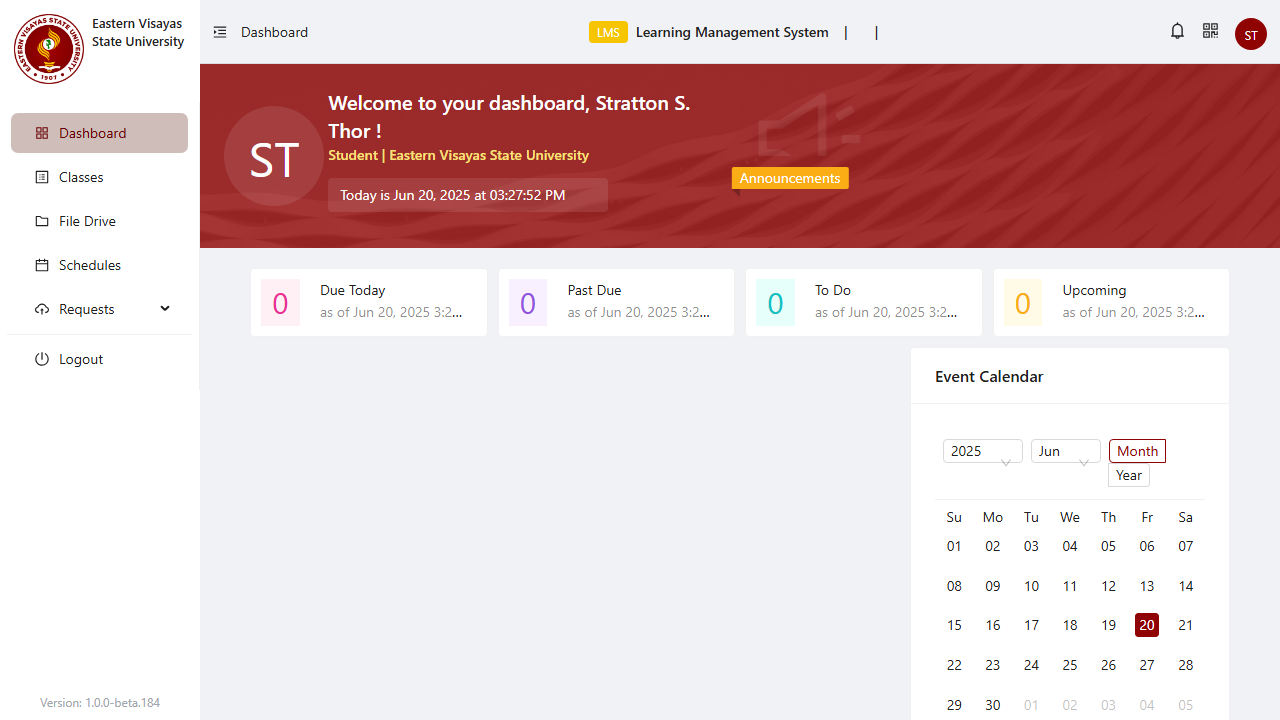 EASTERN VISAYAS STATE UNIVERSITY
1907
Eastern Visayas
State University
Dashboard
Classes
File Drive
Schedules
Requests
Logout
Version: 1.0.0-beta.184
Dashboard
LMS Learning Management System | |
ST
ST
Welcome to your dashboard, Stratton S.
Thor !
Student | Eastern Visayas State University
Today is Jun 20, 2025 at 03:27:52 PM
Announcements
0
Due Today
as of Jun 20, 2025 3:2...
0
Past Due
as of Jun 20, 2025 3:2...
0
To Do
as of Jun 20, 2025 3:2...
0
Upcoming
as of Jun 20, 2025 3:2...
Event Calendar
2025 Jun Month
Year
Su Mo Tu We Th Fr Sa
01 02 03 04 05 06 07
08 09 10 11 12 13 14
15 16 17 18 19 20 21
22 23 24 25 26 27 28
29 30 01 02 03 04 05